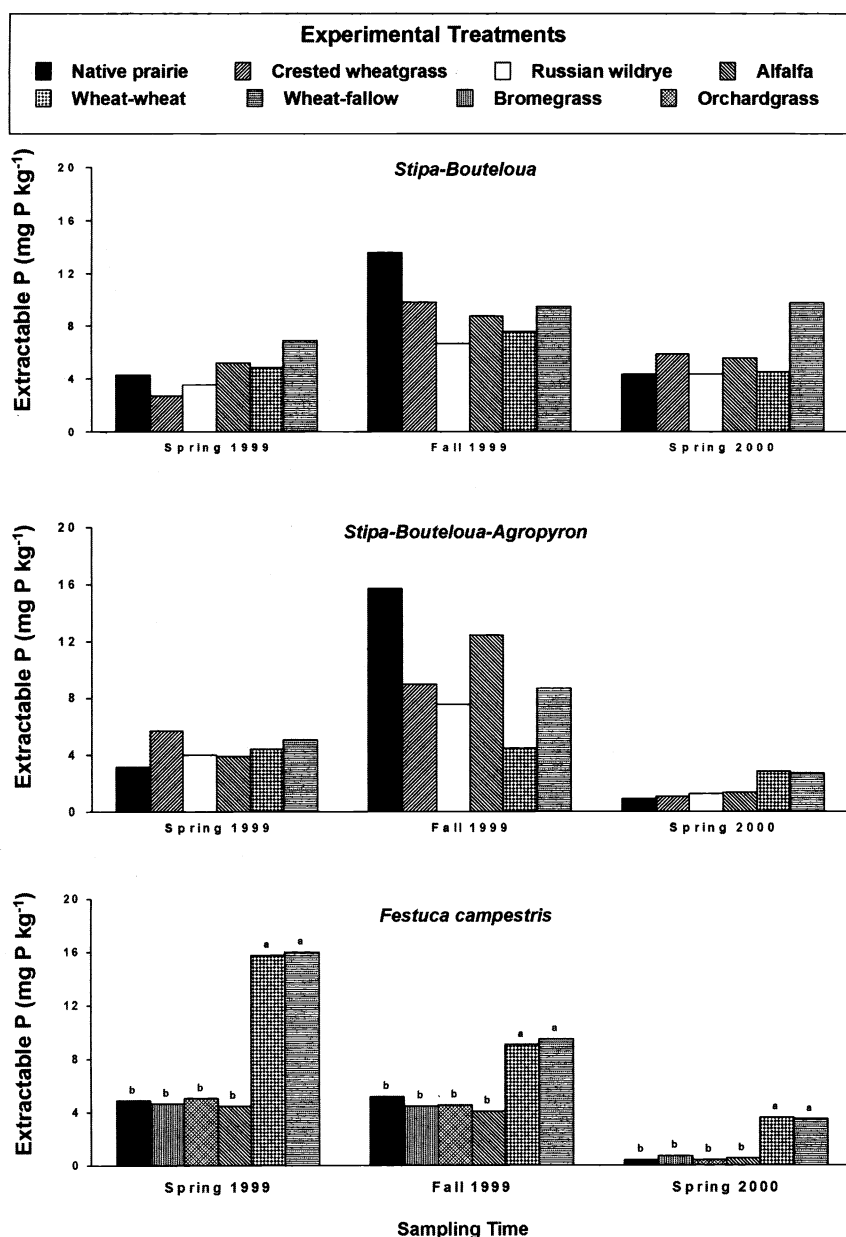 Experimental Treatments
Native prairie Crested wheatgrass Russian wildrye Alfalfa
Wheat-wheat Wheat-fallow Bromegrass Orchardgrass
Stipa-Bouteloua
Extractable P (mg P kg⁻¹)
20
16
12
8
4
0
Spring 1999 Fall 1999 Spring 2000
Stipa-Bouteloua-Agropyron
Extractable P (mg P kg⁻¹)
20
16
12
8
4
0
Spring 1999 Fall 1999 Spring 2000
Festuca campestris
Extractable P (mg P kg⁻¹)
20
16
12
8
4
0
b b b b a a
b b b b a a
b b b b a a
Spring 1999 Fall 1999 Spring 2000
Sampling Time